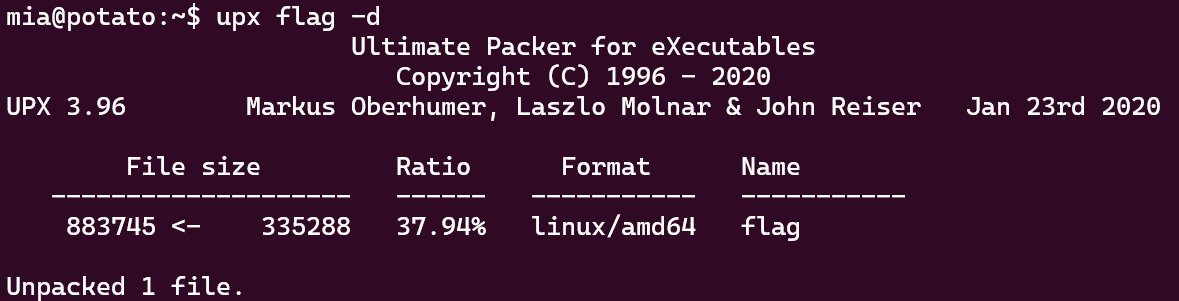 mia@potato:~$ upx flag -d
Ultimate Packer for eXecutables
Copyright (C) 1996 - 2020
UPX 3.96        Markus Oberhumer, Laszlo Molnar & John Reiser   Jan 23rd 2020
File size         Ratio      Format      Name
--------------------   ------   -----------   -----------
883745 <-    335288   37.94%   linux/amd64   flag
Unpacked 1 file.